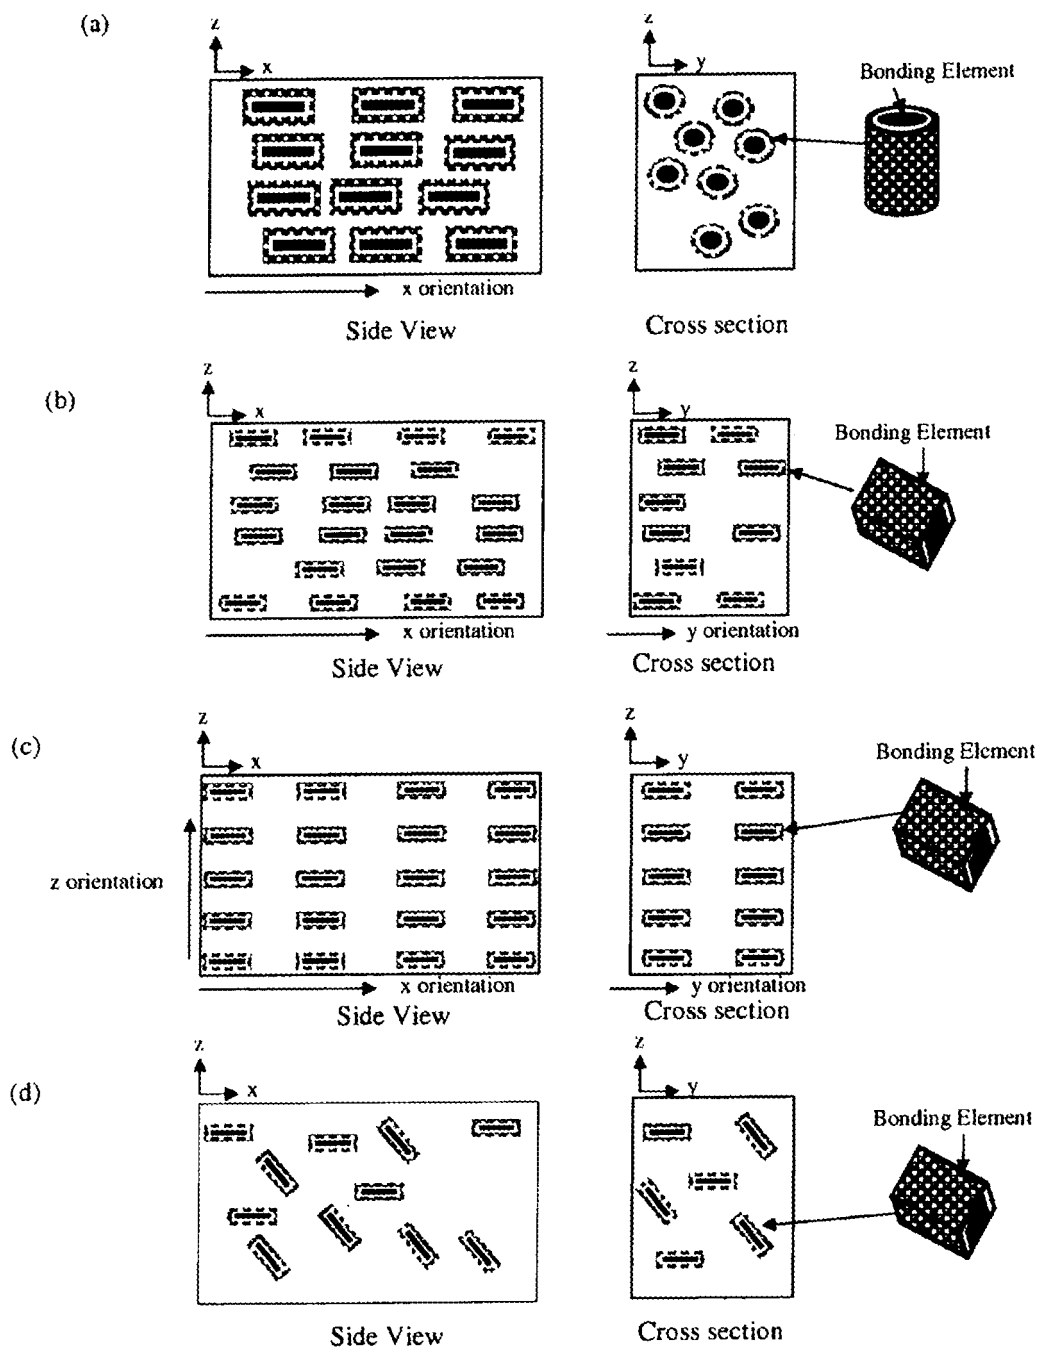 (a)
z
x
z
y
Bonding Element
x orientation
Side View
Cross section
(b)
z
x
z
y
Bonding Element
x orientation
y orientation
Side View
Cross section
(c)
z
x
z
y
Bonding Element
z orientation
x orientation
y orientation
Side View
Cross section
(d)
z
x
z
y
Bonding Element
Side View
Cross section